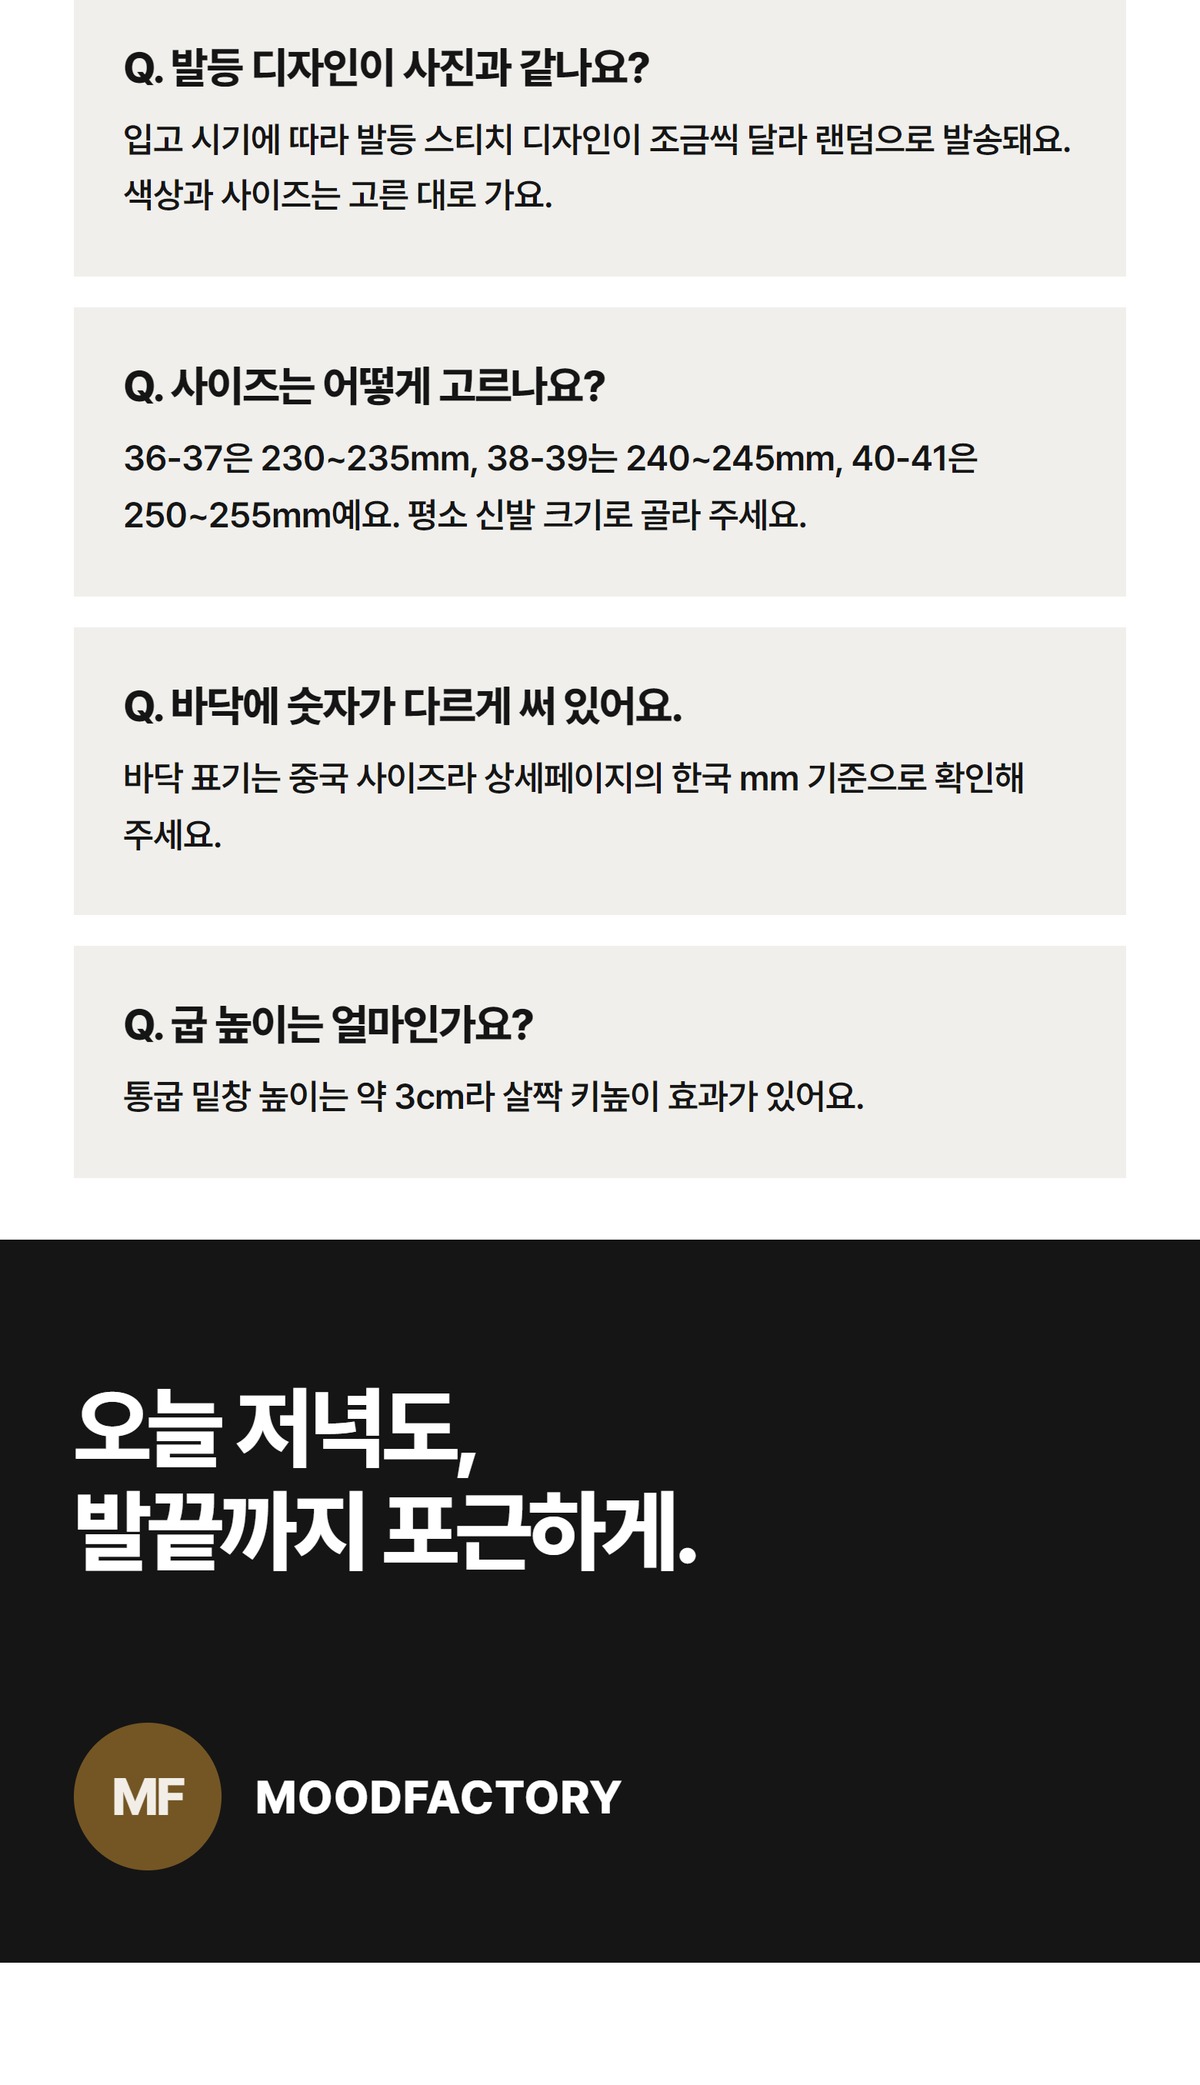 Q. 발등 디자인이 사진과 같나요?
입고 시기에 따라 발등 스티치 디자인이 조금씩 달라 랜덤으로 발송돼요.
색상과 사이즈는 고른 대로 가요.
Q. 사이즈는 어떻게 고르나요?
36-37은 230~235mm, 38-39는 240~245mm, 40-41은
250~255mm예요. 평소 신발 크기로 골라 주세요.
Q. 바닥에 숫자가 다르게 써 있어요.
바닥 표기는 중국 사이즈라 상세페이지의 한국 mm 기준으로 확인해
주세요.
Q. 굽 높이는 얼마인가요?
통굽 밑창 높이는 약 3cm라 살짝 키높이 효과가 있어요.
오늘 저녁도,
발끝까지 포근하게.
MF MOODFACTORY